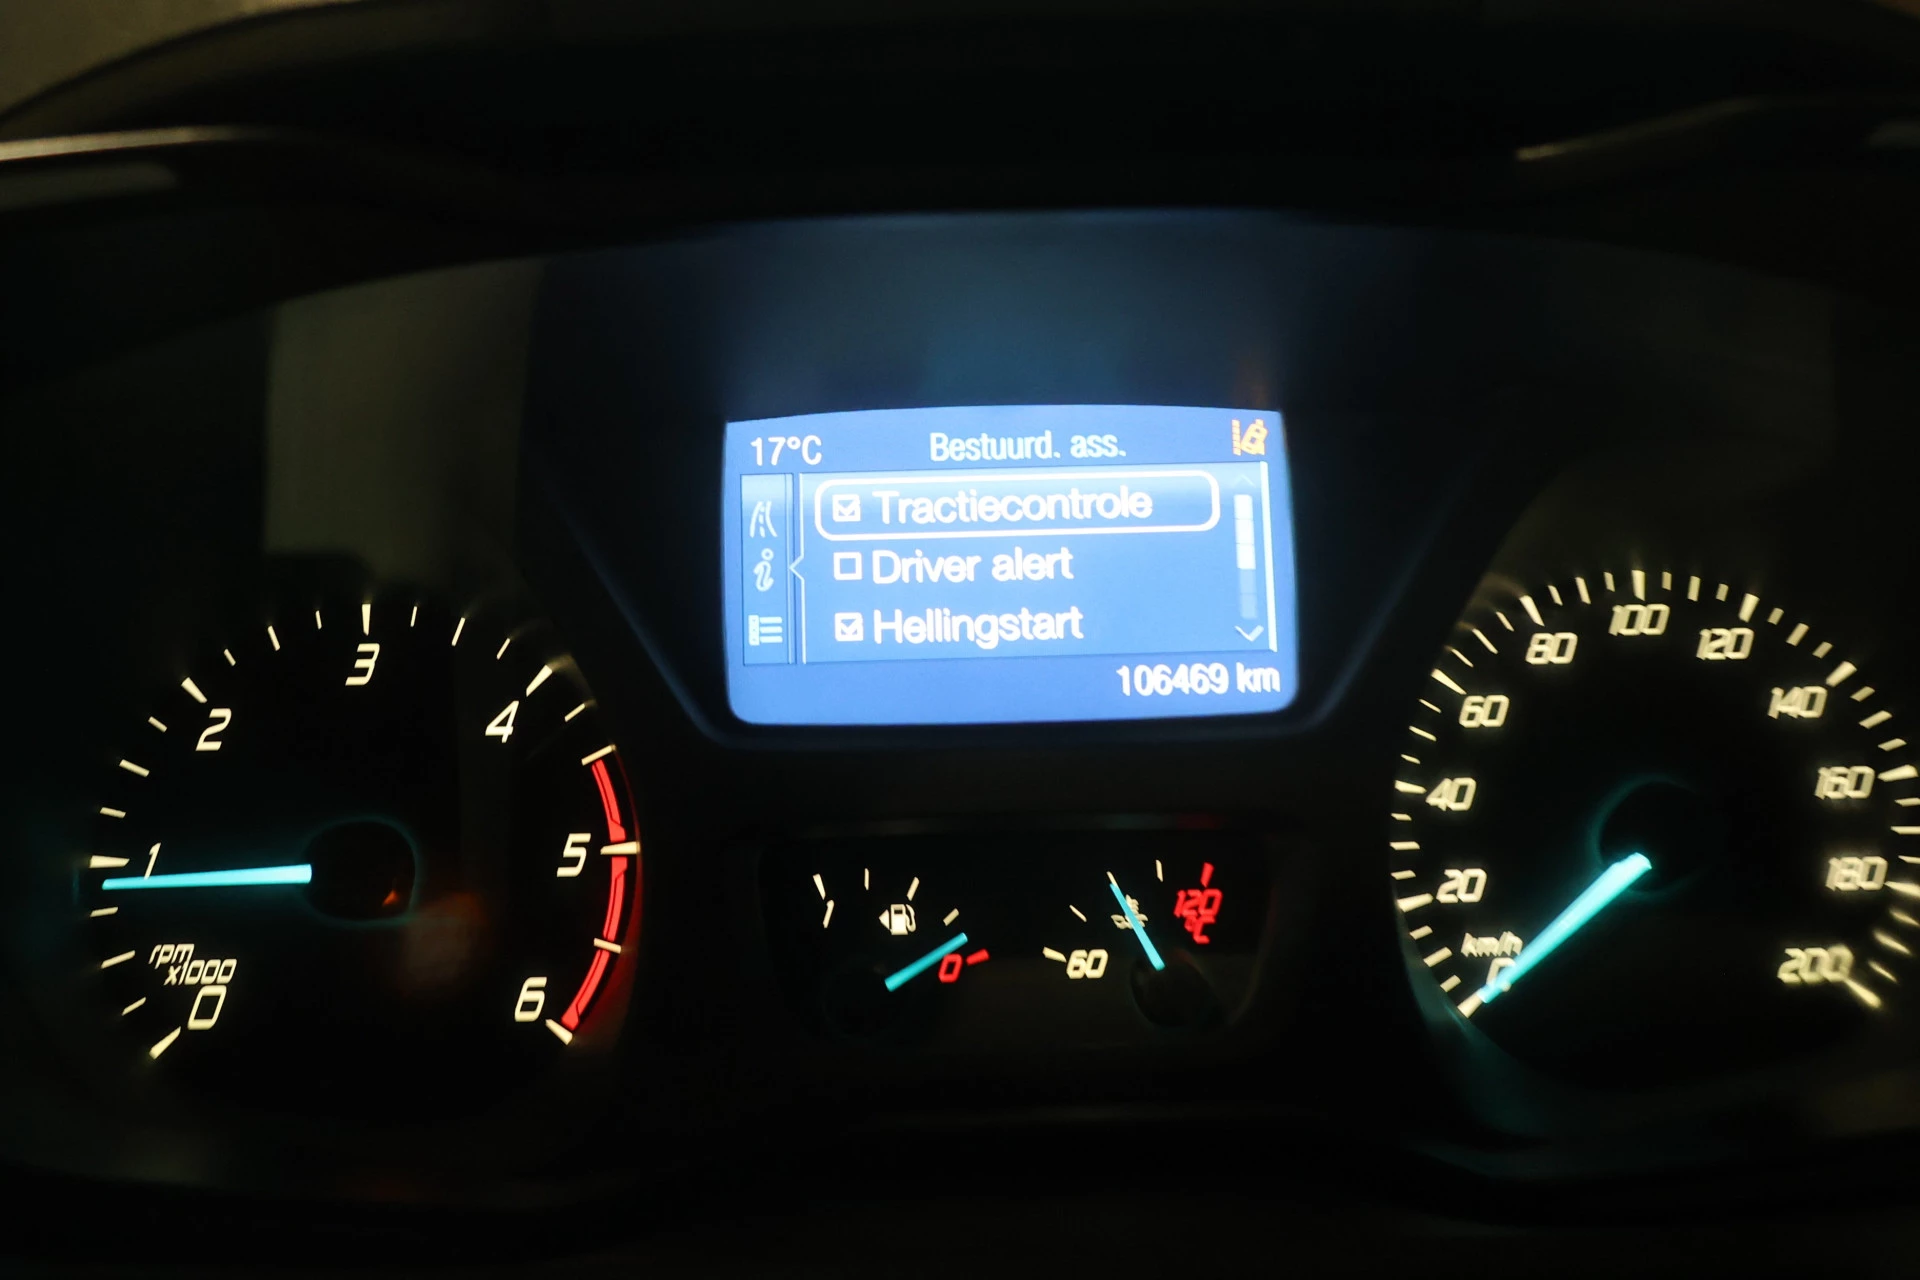 17°C Bestuurd. ass.
Tractiecontrole
Driver alert
Hellingstart
106469 km
0 1 2 3 4 5 6
rpm
x1000
1 0
60 120
°C
0 20 40 60 80 100 120 140 160 180 200
km/h